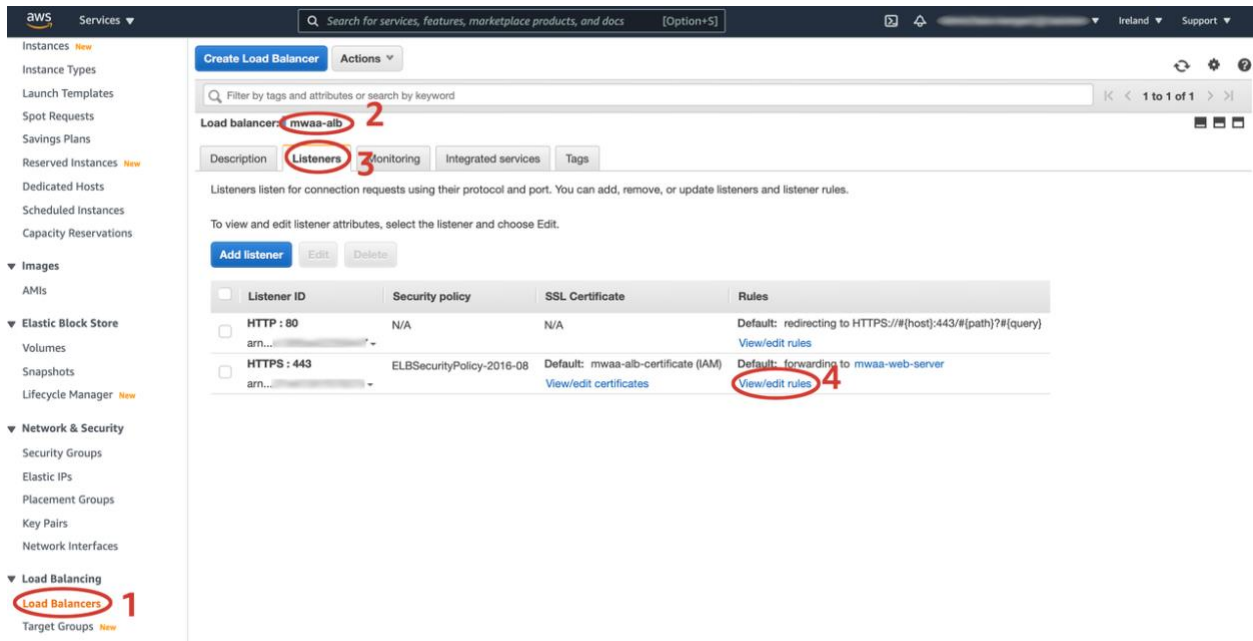 aws Services ▼ Search for services, features, marketplace products, and docs [Option+S] Ireland ▼ Support ▼
Instances New
Instance Types
Launch Templates
Spot Requests
Savings Plans
Reserved Instances New
Dedicated Hosts
Scheduled Instances
Capacity Reservations
▼ Images
AMIs
▼ Elastic Block Store
Volumes
Snapshots
Lifecycle Manager New
▼ Network & Security
Security Groups
Elastic IPs
Placement Groups
Key Pairs
Network Interfaces
▼ Load Balancing
Load Balancers 1
Target Groups New
Create Load Balancer Actions
Filter by tags and attributes or search by keyword 1 to 1 of 1
Load balancer: mwaa-alb 2
Description Listeners 3 Monitoring Integrated services Tags
Listeners listen for connection requests using their protocol and port. You can add, remove, or update listeners and listener rules.
To view and edit listener attributes, select the listener and choose Edit.
Add listener Edit Delete
Listener ID Security policy SSL Certificate Rules
HTTP : 80 N/A N/A Default: redirecting to HTTPS://#{host}:443/#{path}?#{query}
arn... View/edit rules
HTTPS : 443 ELBSecurityPolicy-2016-08 Default: mwaa-alb-certificate (IAM) Default: forwarding to mwaa-web-server
arn... View/edit certificates View/edit rules 4